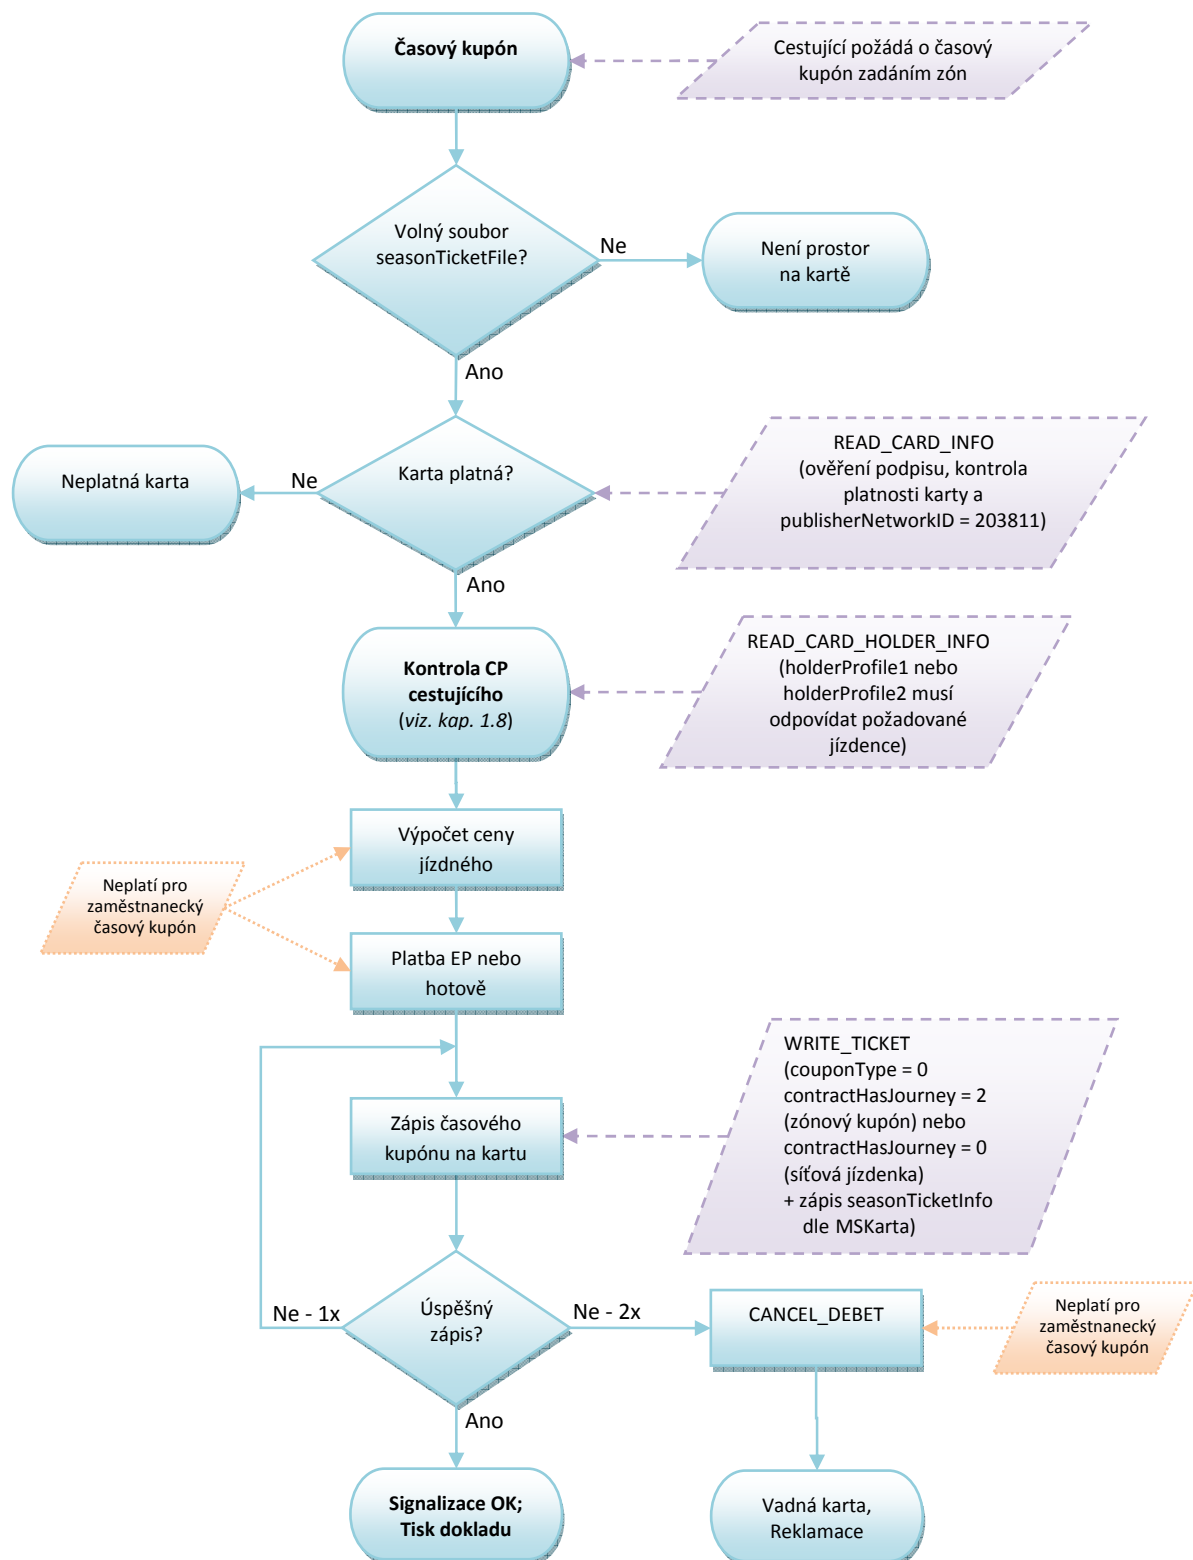 Časový kupón
Cestující požádá o časový
kupón zadáním zón
Volný soubor
seasonTicketFile?
Ne
Není prostor
na kartě
Ano
Neplatná karta
Ne
Karta platná?
READ_CARD_INFO
(ověření podpisu, kontrola
platnosti karty a
publisherNetworkID = 203811)
Ano
Kontrola CP
cestujícího
(viz. kap. 1.8)
READ_CARD_HOLDER_INFO
(holderProfile1 nebo
holderProfile2 musí
odpovídat požadované
jízdence)
Výpočet ceny
jízdného
Neplatí pro
zaměstnanecký
časový kupón
Platba EP nebo
hotově
WRITE_TICKET
(couponType = 0
contractHasJourney = 2
(zónový kupón) nebo
contractHasJourney = 0
(síťová jízdenka)
+ zápis seasonTicketInfo
dle MSKarta)
Zápis časového
kupónu na kartu
Ne - 1x
Úspěšný
zápis?
Ne - 2x
CANCEL_DEBET
Neplatí pro
zaměstnanecký
časový kupón
Ano
Signalizace OK;
Tisk dokladu
Vadná karta,
Reklamace